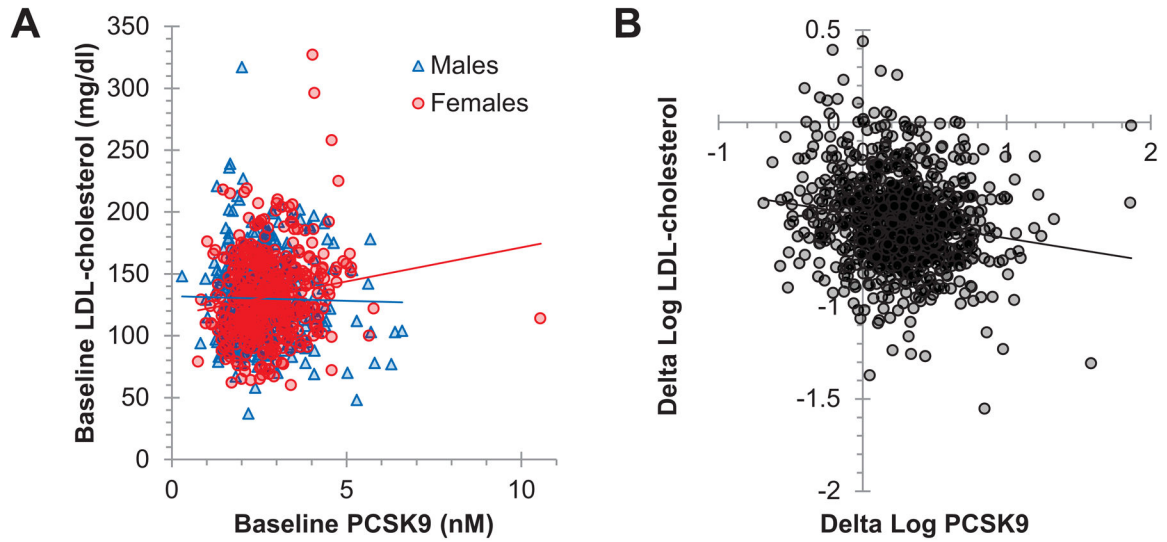 A
Baseline LDL-cholesterol (mg/dl)
350
300
250
200
150
100
50
0
0
5
10
Baseline PCSK9 (nM)
Males
Females
B
Delta Log LDL-cholesterol
0.5
0
-1
-1.5
-2
-1
1
2
Delta Log PCSK9